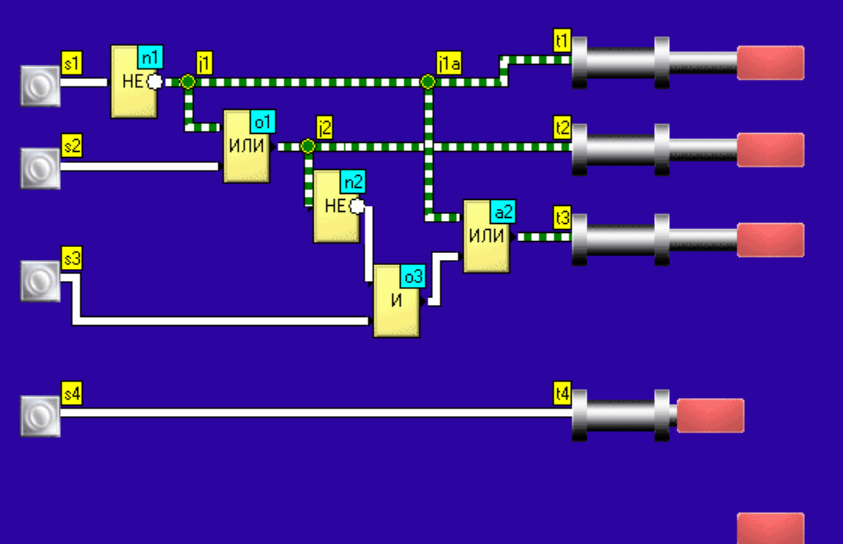 s1
НЕ
n1
j1
j1a
t1
s2
ИЛИ
o1
j2
t2
НЕ
n2
ИЛИ
a2
t3
s3
И
o3
s4
t4